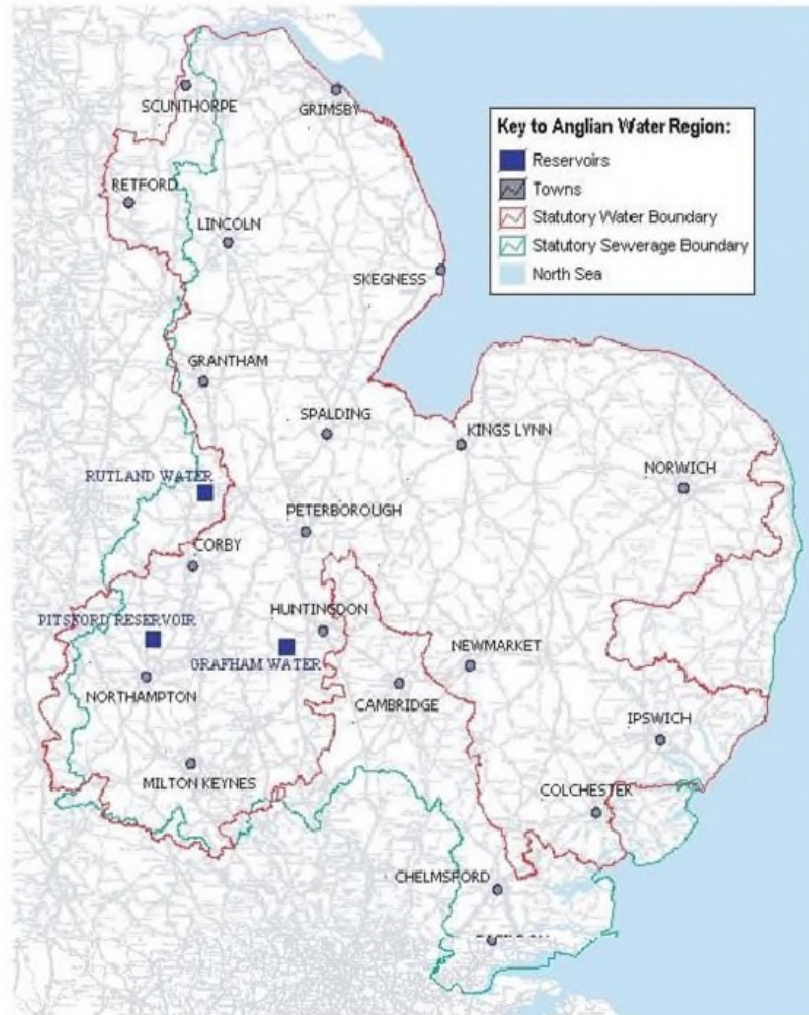 SCUNTHORPE
GRIMSBY
Key to Anglian Water Region:
Reservoirs
Towns
Statutory Water Boundary
Statutory Sewerage Boundary
North Sea
RETFORD
LINCOLN
SKEGNESS
GRANTHAM
SPALDING
KINGS LYNN
RUTLAND WATER
NORWICH
PETERBOROUGH
CORBY
HUNTINGDON
PITSFORD RESERVOIR
GRAFHAM WATER
NEWMARKET
NORTHAMPTON
CAMBRIDGE
IPSWICH
MILTON KEYNES
COLCHESTER
CHELMSFORD